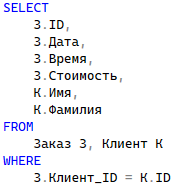 SELECT
З.ID,
З.Дата,
З.Время,
З.Стоимость,
К.Имя,
К.Фамилия
FROM
Заказ З, Клиент К
WHERE
З.Клиент_ID = К.ID